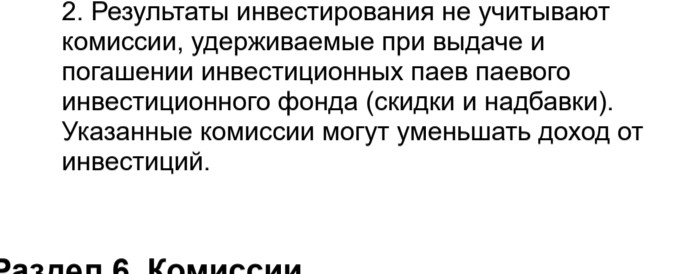 2. Результаты инвестирования не учитывают
комиссии, удерживаемые при выдаче и
погашении инвестиционных паев паевого
инвестиционного фонда (скидки и надбавки).
Указанные комиссии могут уменьшать доход от
инвестиций.
Раздел 6. Комиссии